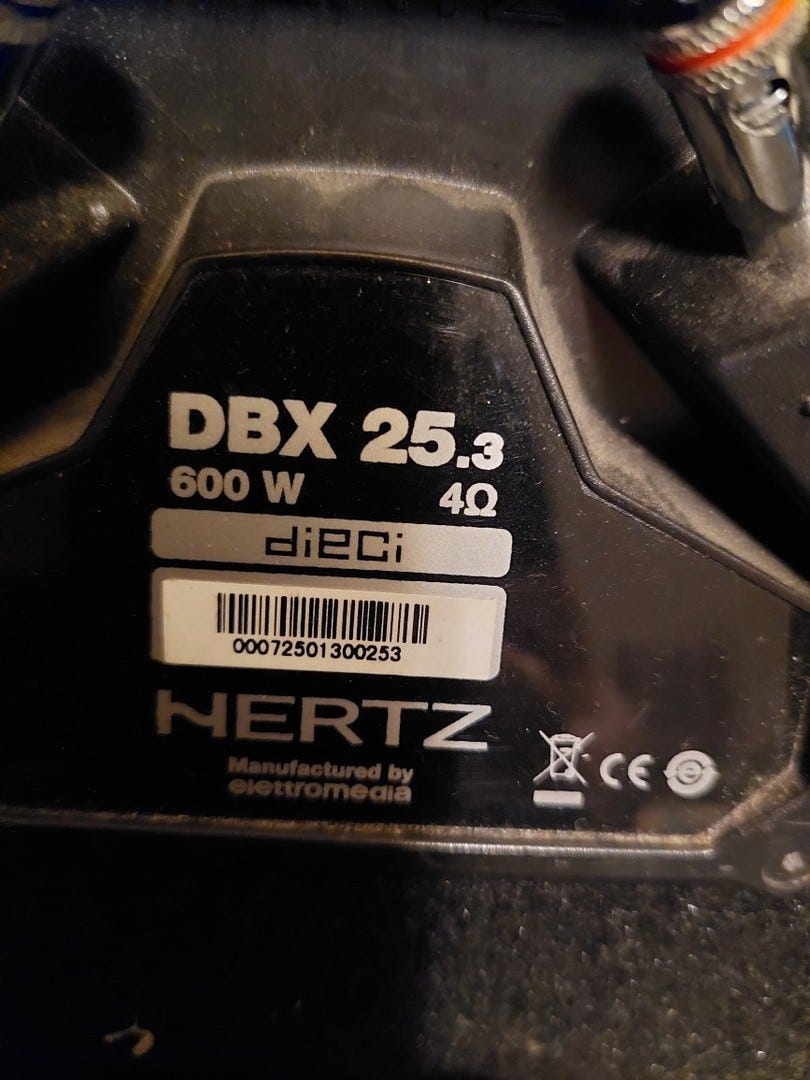 DBX 25.3
600 W 4Ω
dieci
00072501300253
HERTZ
Manufactured by
elettromedia
CE